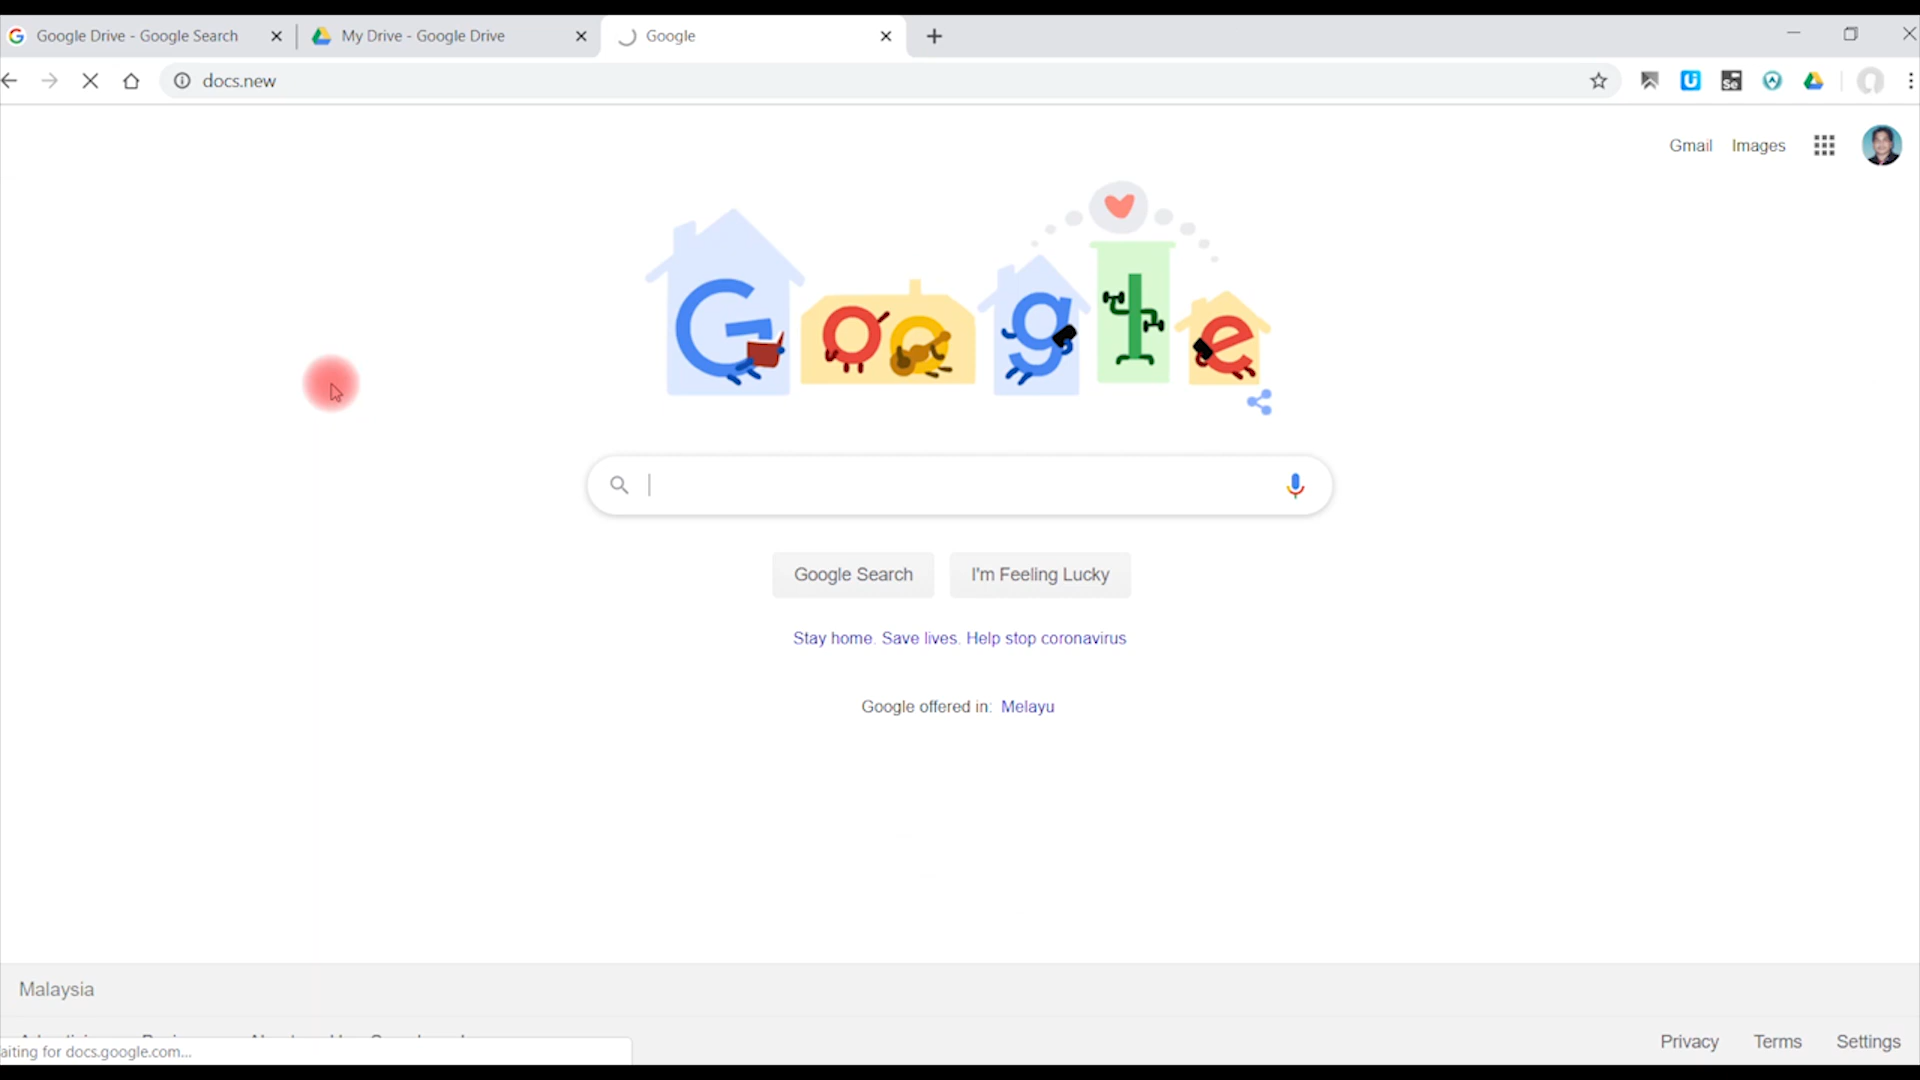 Google Drive - Google Search
My Drive - Google Drive
Google
docs.new
Gmail
Images
Google
Google Search
I'm Feeling Lucky
Stay home. Save lives. Help stop coronavirus
Google offered in: Melayu
Malaysia
aiting for docs.google.com...
Privacy
Terms
Settings